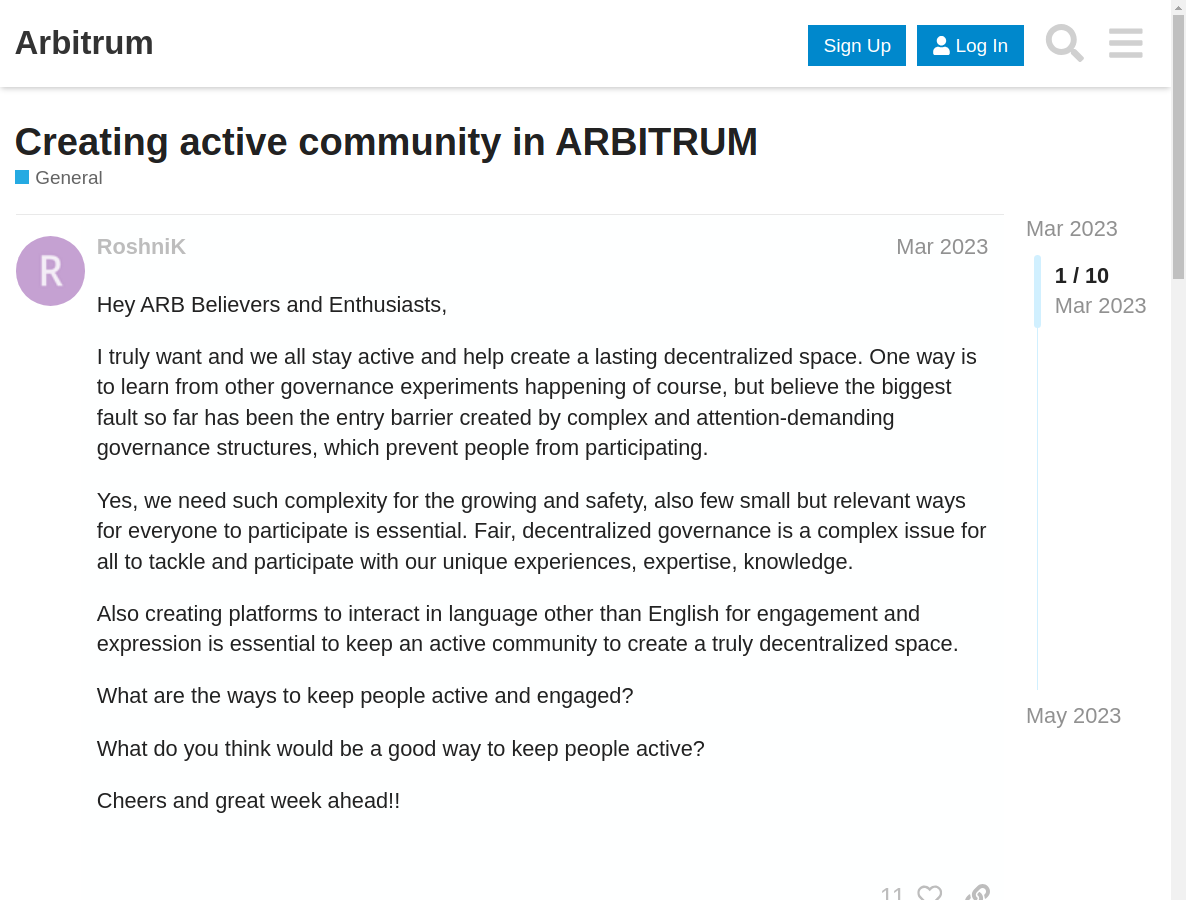 Arbitrum
Sign Up
Log In
Creating active community in ARBITRUM
General
R
RoshniK
Mar 2023
Hey ARB Believers and Enthusiasts,
I truly want and we all stay active and help create a lasting decentralized space. One way is
to learn from other governance experiments happening of course, but believe the biggest
fault so far has been the entry barrier created by complex and attention-demanding
governance structures, which prevent people from participating.
Yes, we need such complexity for the growing and safety, also few small but relevant ways
for everyone to participate is essential. Fair, decentralized governance is a complex issue for
all to tackle and participate with our unique experiences, expertise, knowledge.
Also creating platforms to interact in language other than English for engagement and
expression is essential to keep an active community to create a truly decentralized space.
What are the ways to keep people active and engaged?
What do you think would be a good way to keep people active?
Cheers and great week ahead!!
11
Mar 2023
1 / 10
Mar 2023
May 2023